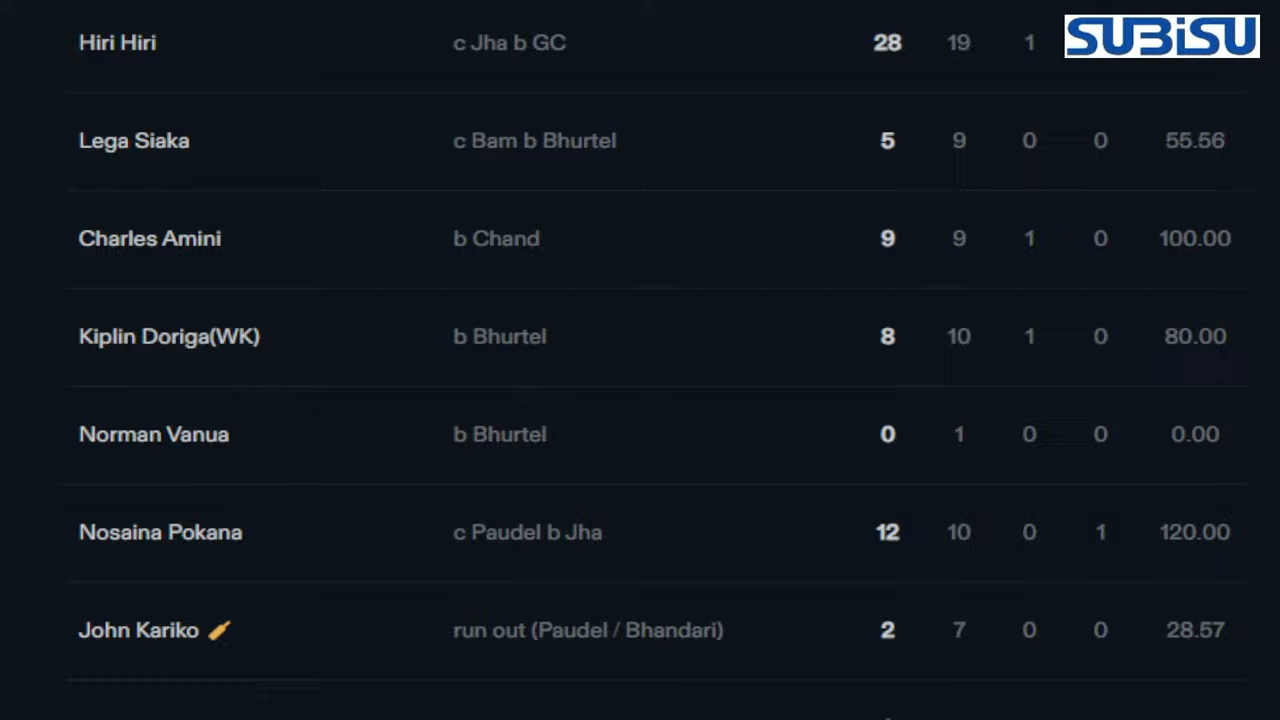 Hiri Hiri c Jha b GC 28 19 1 SUBISU
Lega Siaka c Bam b Bhurtel 5 9 0 0 55.56
Charles Amini b Chand 9 9 1 0 100.00
Kiplin Doriga(WK) b Bhurtel 8 10 1 0 80.00
Norman Vanua b Bhurtel 0 1 0 0 0.00
Nosaina Pokana c Paudel b Jha 12 10 0 1 120.00
John Kariko run out (Paudel / Bhandari) 2 7 0 0 28.57